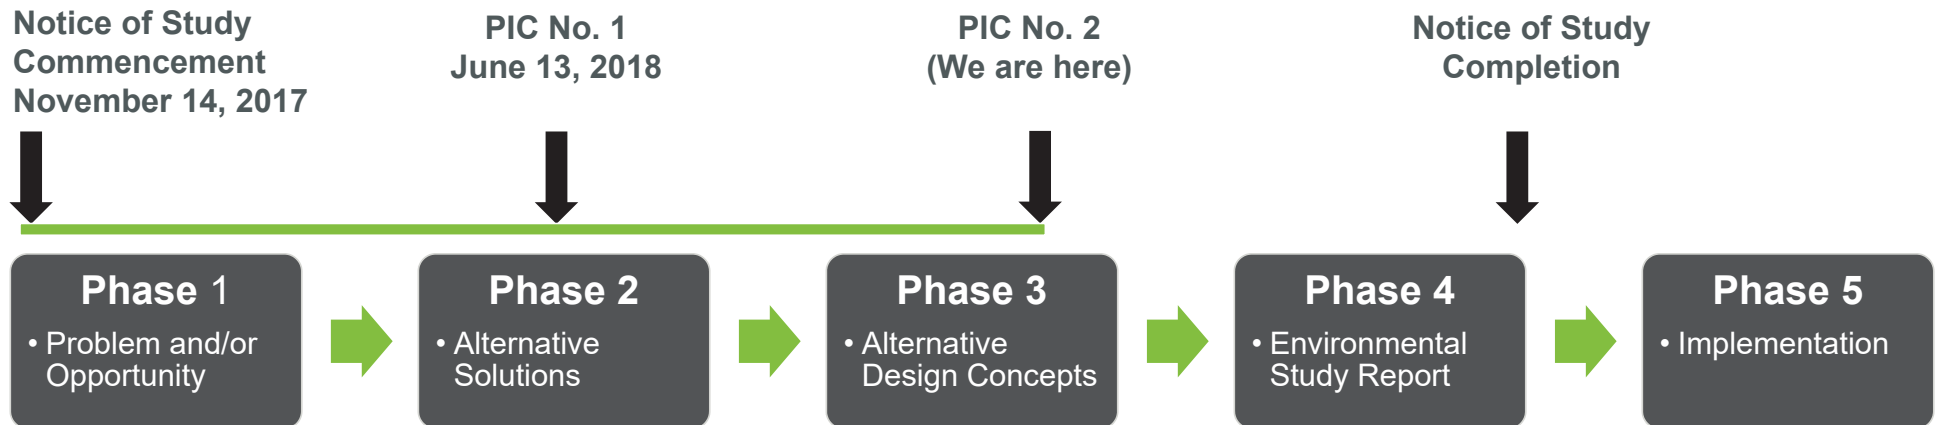 Notice of Study
Commencement
November 14, 2017
PIC No. 1
June 13, 2018
PIC No. 2
(We are here)
Notice of Study
Completion
Phase 1
• Problem and/or
Opportunity
Phase 2
• Alternative
Solutions
Phase 3
• Alternative
Design Concepts
Phase 4
• Environmental
Study Report
Phase 5
• Implementation